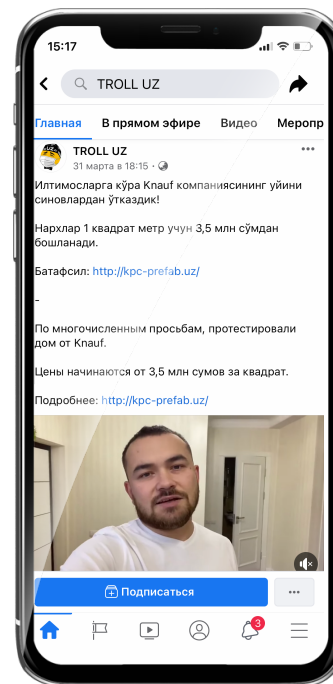 15:17
TROLL UZ
Главная В прямом эфире Видео Меропр
TROLL UZ
31 марта в 18:15 ·
Илтимосларга кўра Knauf компаниясининг уйини
синовлардан ўтказдик!
Нархлар 1 квадрат метр учун 3,5 млн сўмдан
бошланади.
Батафсил: http://kpc-prefab.uz/
-
По многочисленным просьбам, протестировали
дом от Knauf.
Цены начинаются от 3,5 млн сумов за квадрат.
Подробнее: http://kpc-prefab.uz/
Подписаться
3